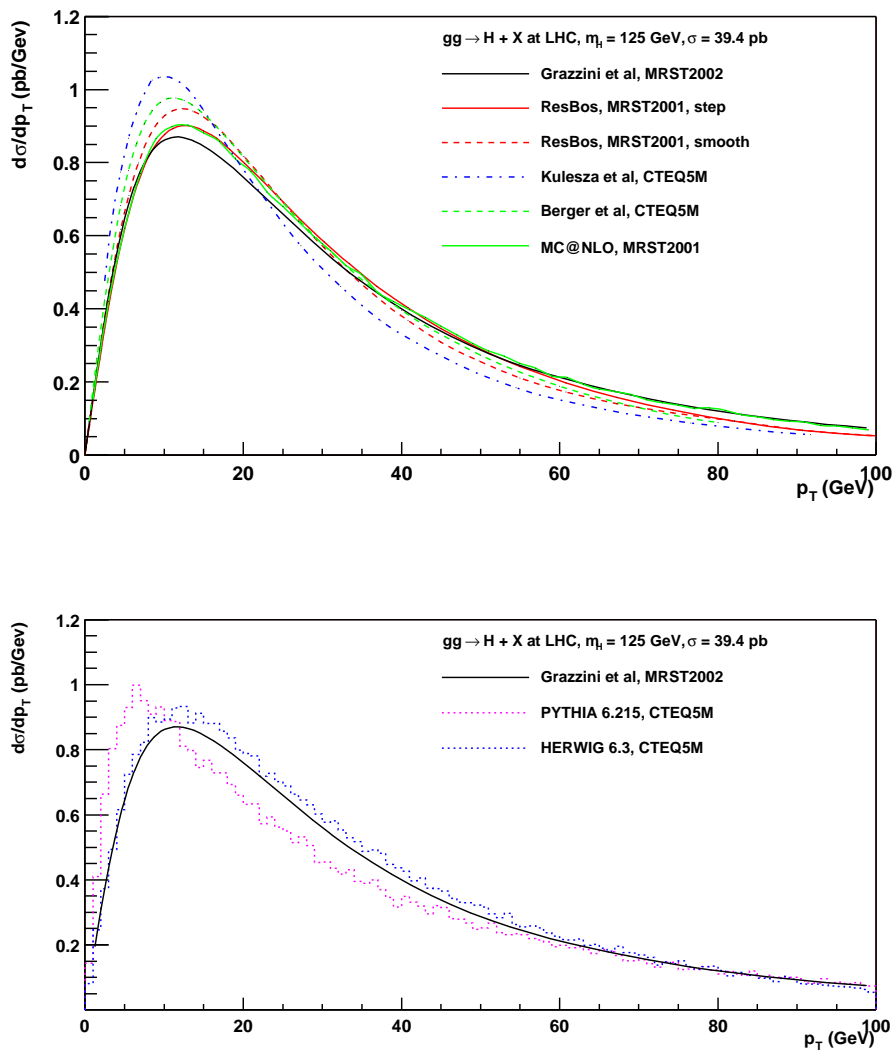 gg → H + X at LHC, m_H = 125 GeV, σ = 39.4 pb
Grazzini et al, MRST2002
ResBos, MRST2001, step
ResBos, MRST2001, smooth
Kulesza et al, CTEQ5M
Berger et al, CTEQ5M
MC@NLO, MRST2001
dσ/dp_T (pb/Gev)
1.2
1
0.8
0.6
0.4
0.2
0
0 20 40 60 80 100
p_T (GeV)
gg → H + X at LHC, m_H = 125 GeV, σ = 39.4 pb
Grazzini et al, MRST2002
PYTHIA 6.215, CTEQ5M
HERWIG 6.3, CTEQ5M
dσ/dp_T (pb/Gev)
1.2
1
0.8
0.6
0.4
0.2
0 20 40 60 80 100
p_T (GeV)